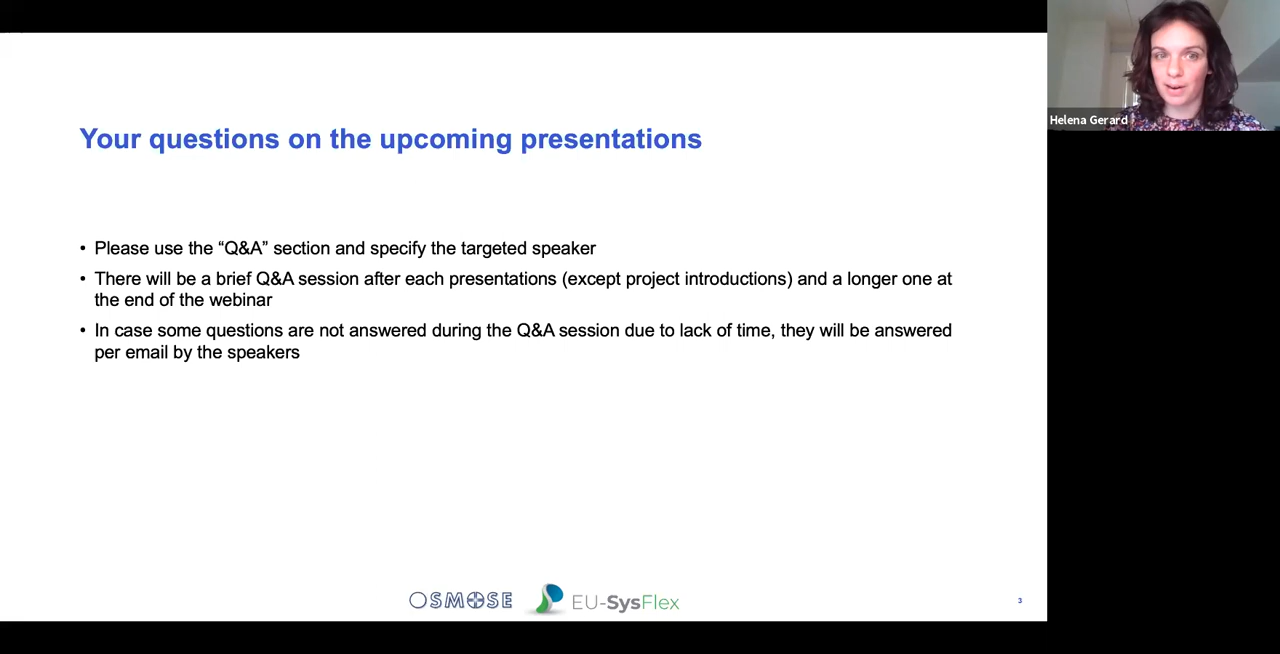 Helena Gerard
Your questions on the upcoming presentations
• Please use the “Q&A” section and specify the targeted speaker
• There will be a brief Q&A session after each presentations (except project introductions) and a longer one at
the end of the webinar
• In case some questions are not answered during the Q&A session due to lack of time, they will be answered
per email by the speakers
OSMOSE
EU-SysFlex
3